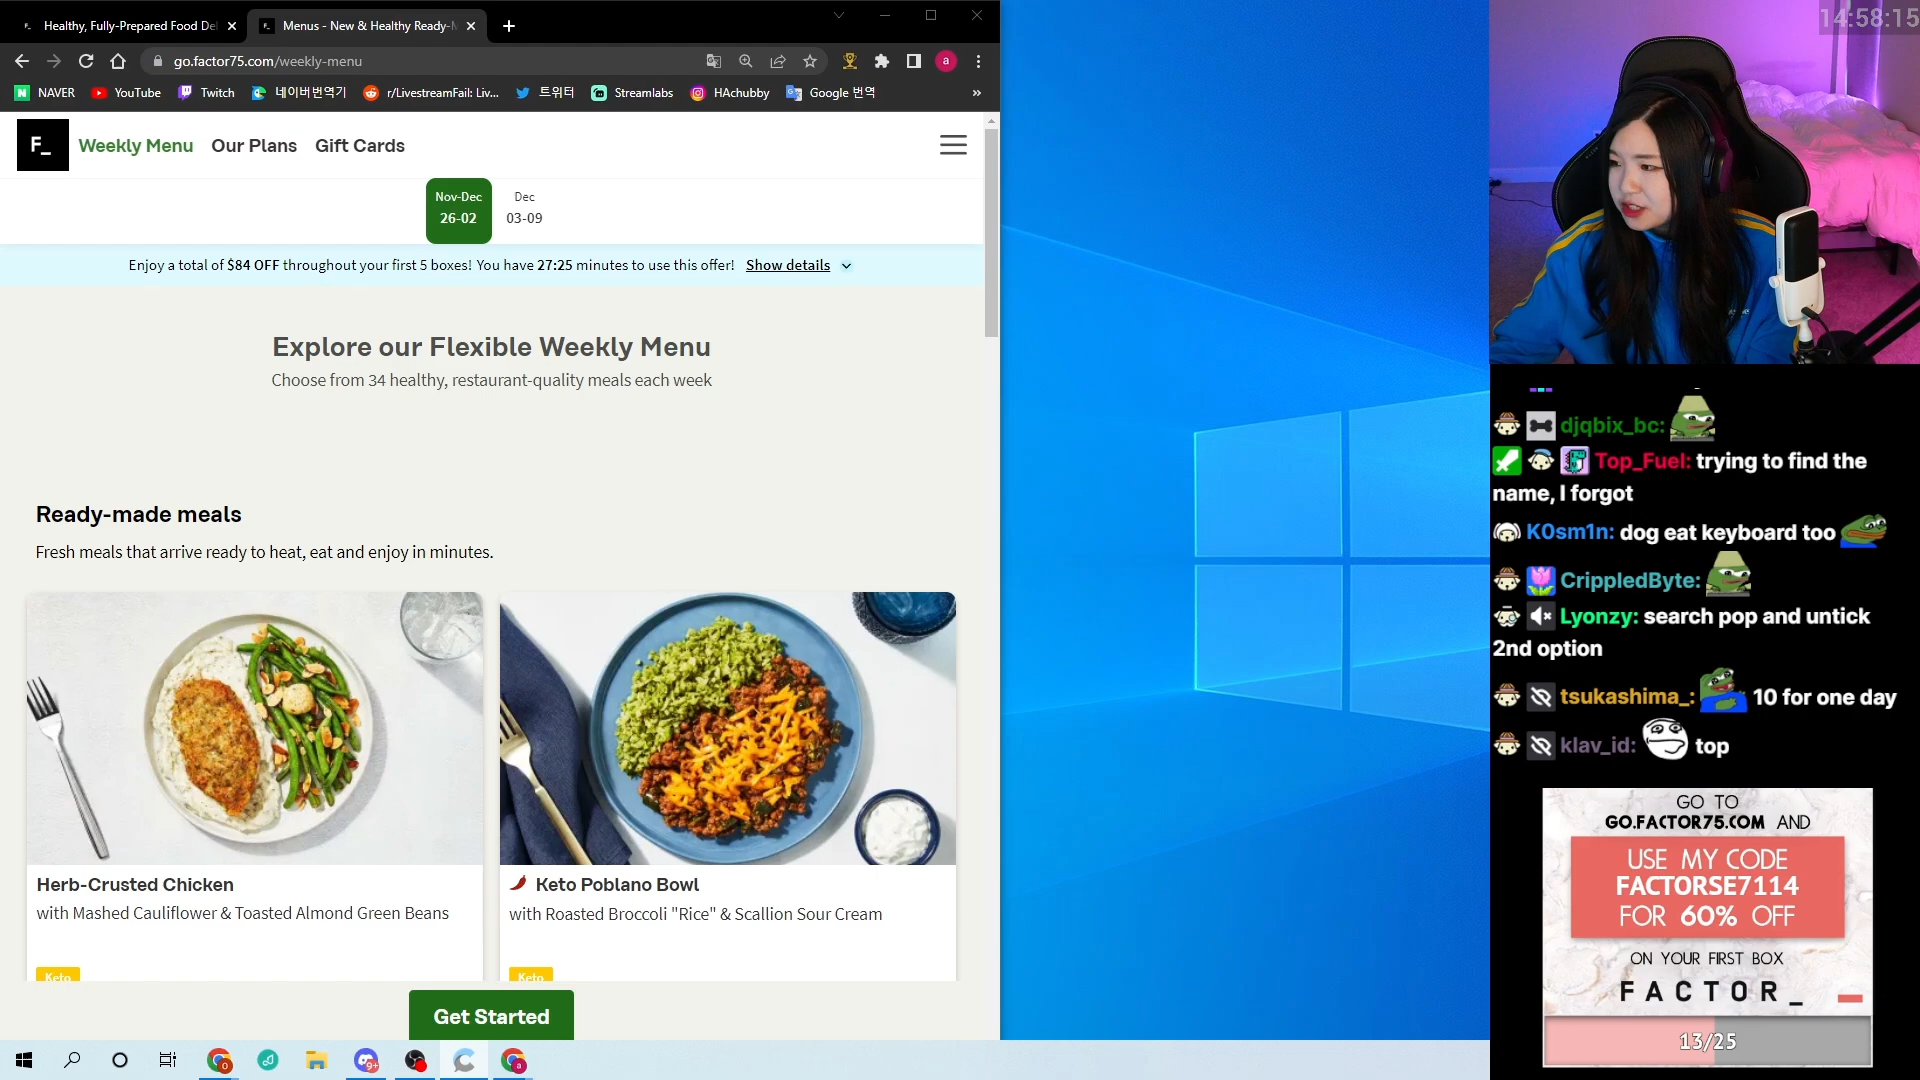 Healthy, Fully-Prepared Food Del
Menus - New & Healthy Ready-M
14:58:15
go.factor75.com/weekly-menu
NAVER
YouTube
Twitch
네이버번역기
r/LivestreamFail: Liv...
트위터
Streamlabs
HAchubby
Google 번역
F_
Weekly Menu
Our Plans
Gift Cards
Nov-Dec
26-02
Dec
03-09
Enjoy a total of $84 OFF throughout your first 5 boxes! You have 27:25 minutes to use this offer! Show details
Explore our Flexible Weekly Menu
Choose from 34 healthy, restaurant-quality meals each week
Ready-made meals
Fresh meals that arrive ready to heat, eat and enjoy in minutes.
Herb-Crusted Chicken
with Mashed Cauliflower & Toasted Almond Green Beans
Keto
Keto Poblano Bowl
with Roasted Broccoli "Rice" & Scallion Sour Cream
Keto
Get Started
djqbix_bc:
Top_Fuel: trying to find the
name, I forgot
K0sm1n: dog eat keyboard too
CrippledByte:
Lyonzy: search pop and untick
2nd option
tsukashima_: 10 for one day
klav_id: top
GO TO
GO.FACTOR75.COM AND
USE MY CODE
FACTORSE7114
FOR 60% OFF
ON YOUR FIRST BOX
FACTOR_
13/25